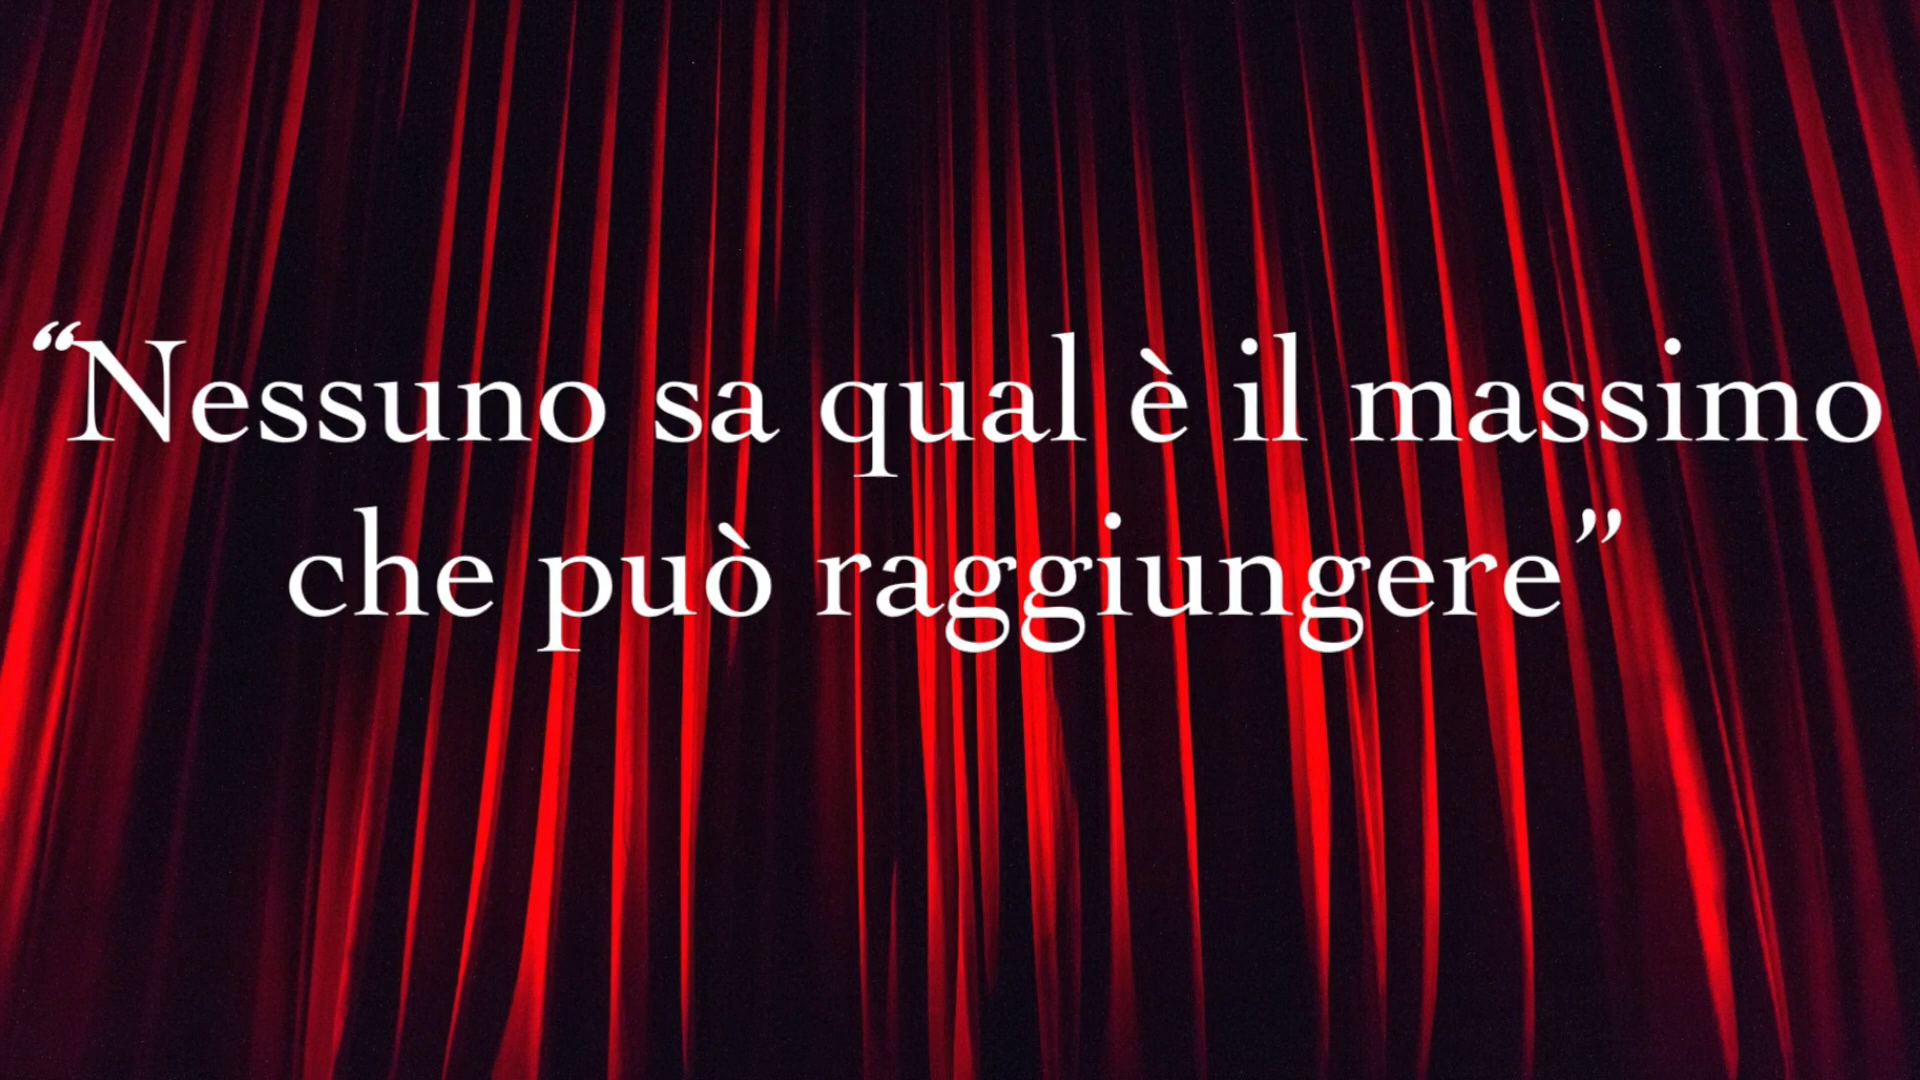 “Nessuno sa qual è il massimo
che può raggiungere”